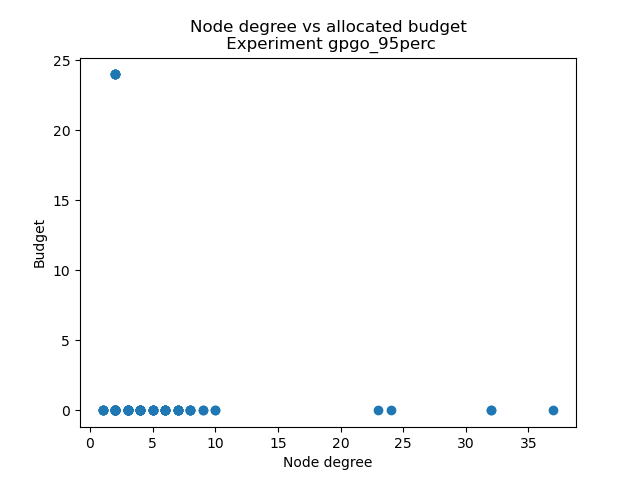 Node degree vs allocated budget
Experiment gpgo_95perc
25
20
15
10
5
0
Budget
0 5 10 15 20 25 30 35
Node degree